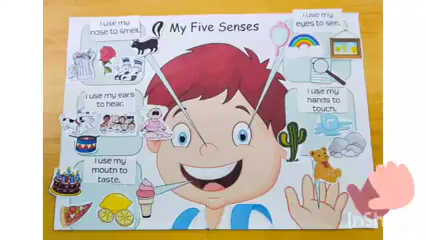 My Five Senses
I use my
nose to smell.
I use my
eyes to see.
I use my ears
to hear.
I use my
hands to
touch.
I use my
mouth to
taste.